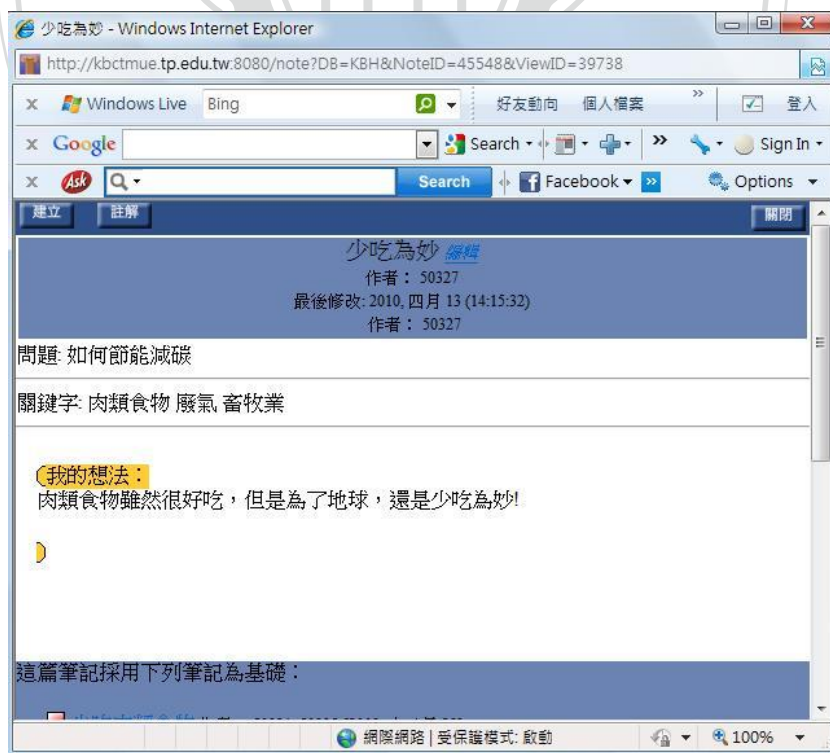 少吃為妙 - Windows Internet Explorer
http://kbctmue.tp.edu.tw:8080/note?DB=KBH&NoteID=45548&ViewID=39738
x Windows Live Bing 好友動向 個人檔案 » 登入
x Google Search » Sign In
x Ask Search Facebook » Options
建立 註解 關閉
少吃為妙 編輯
作者： 50327
最後修改: 2010, 四月 13 (14:15:32)
作者： 50327
問題: 如何節能減碳
關鍵字: 肉類食物 廢氣 畜牧業
我的想法：
肉類食物雖然很好吃，但是為了地球，還是少吃為妙!
這篇筆記採用下列筆記為基礎：
網際網路 | 受保護模式: 啟動 100%